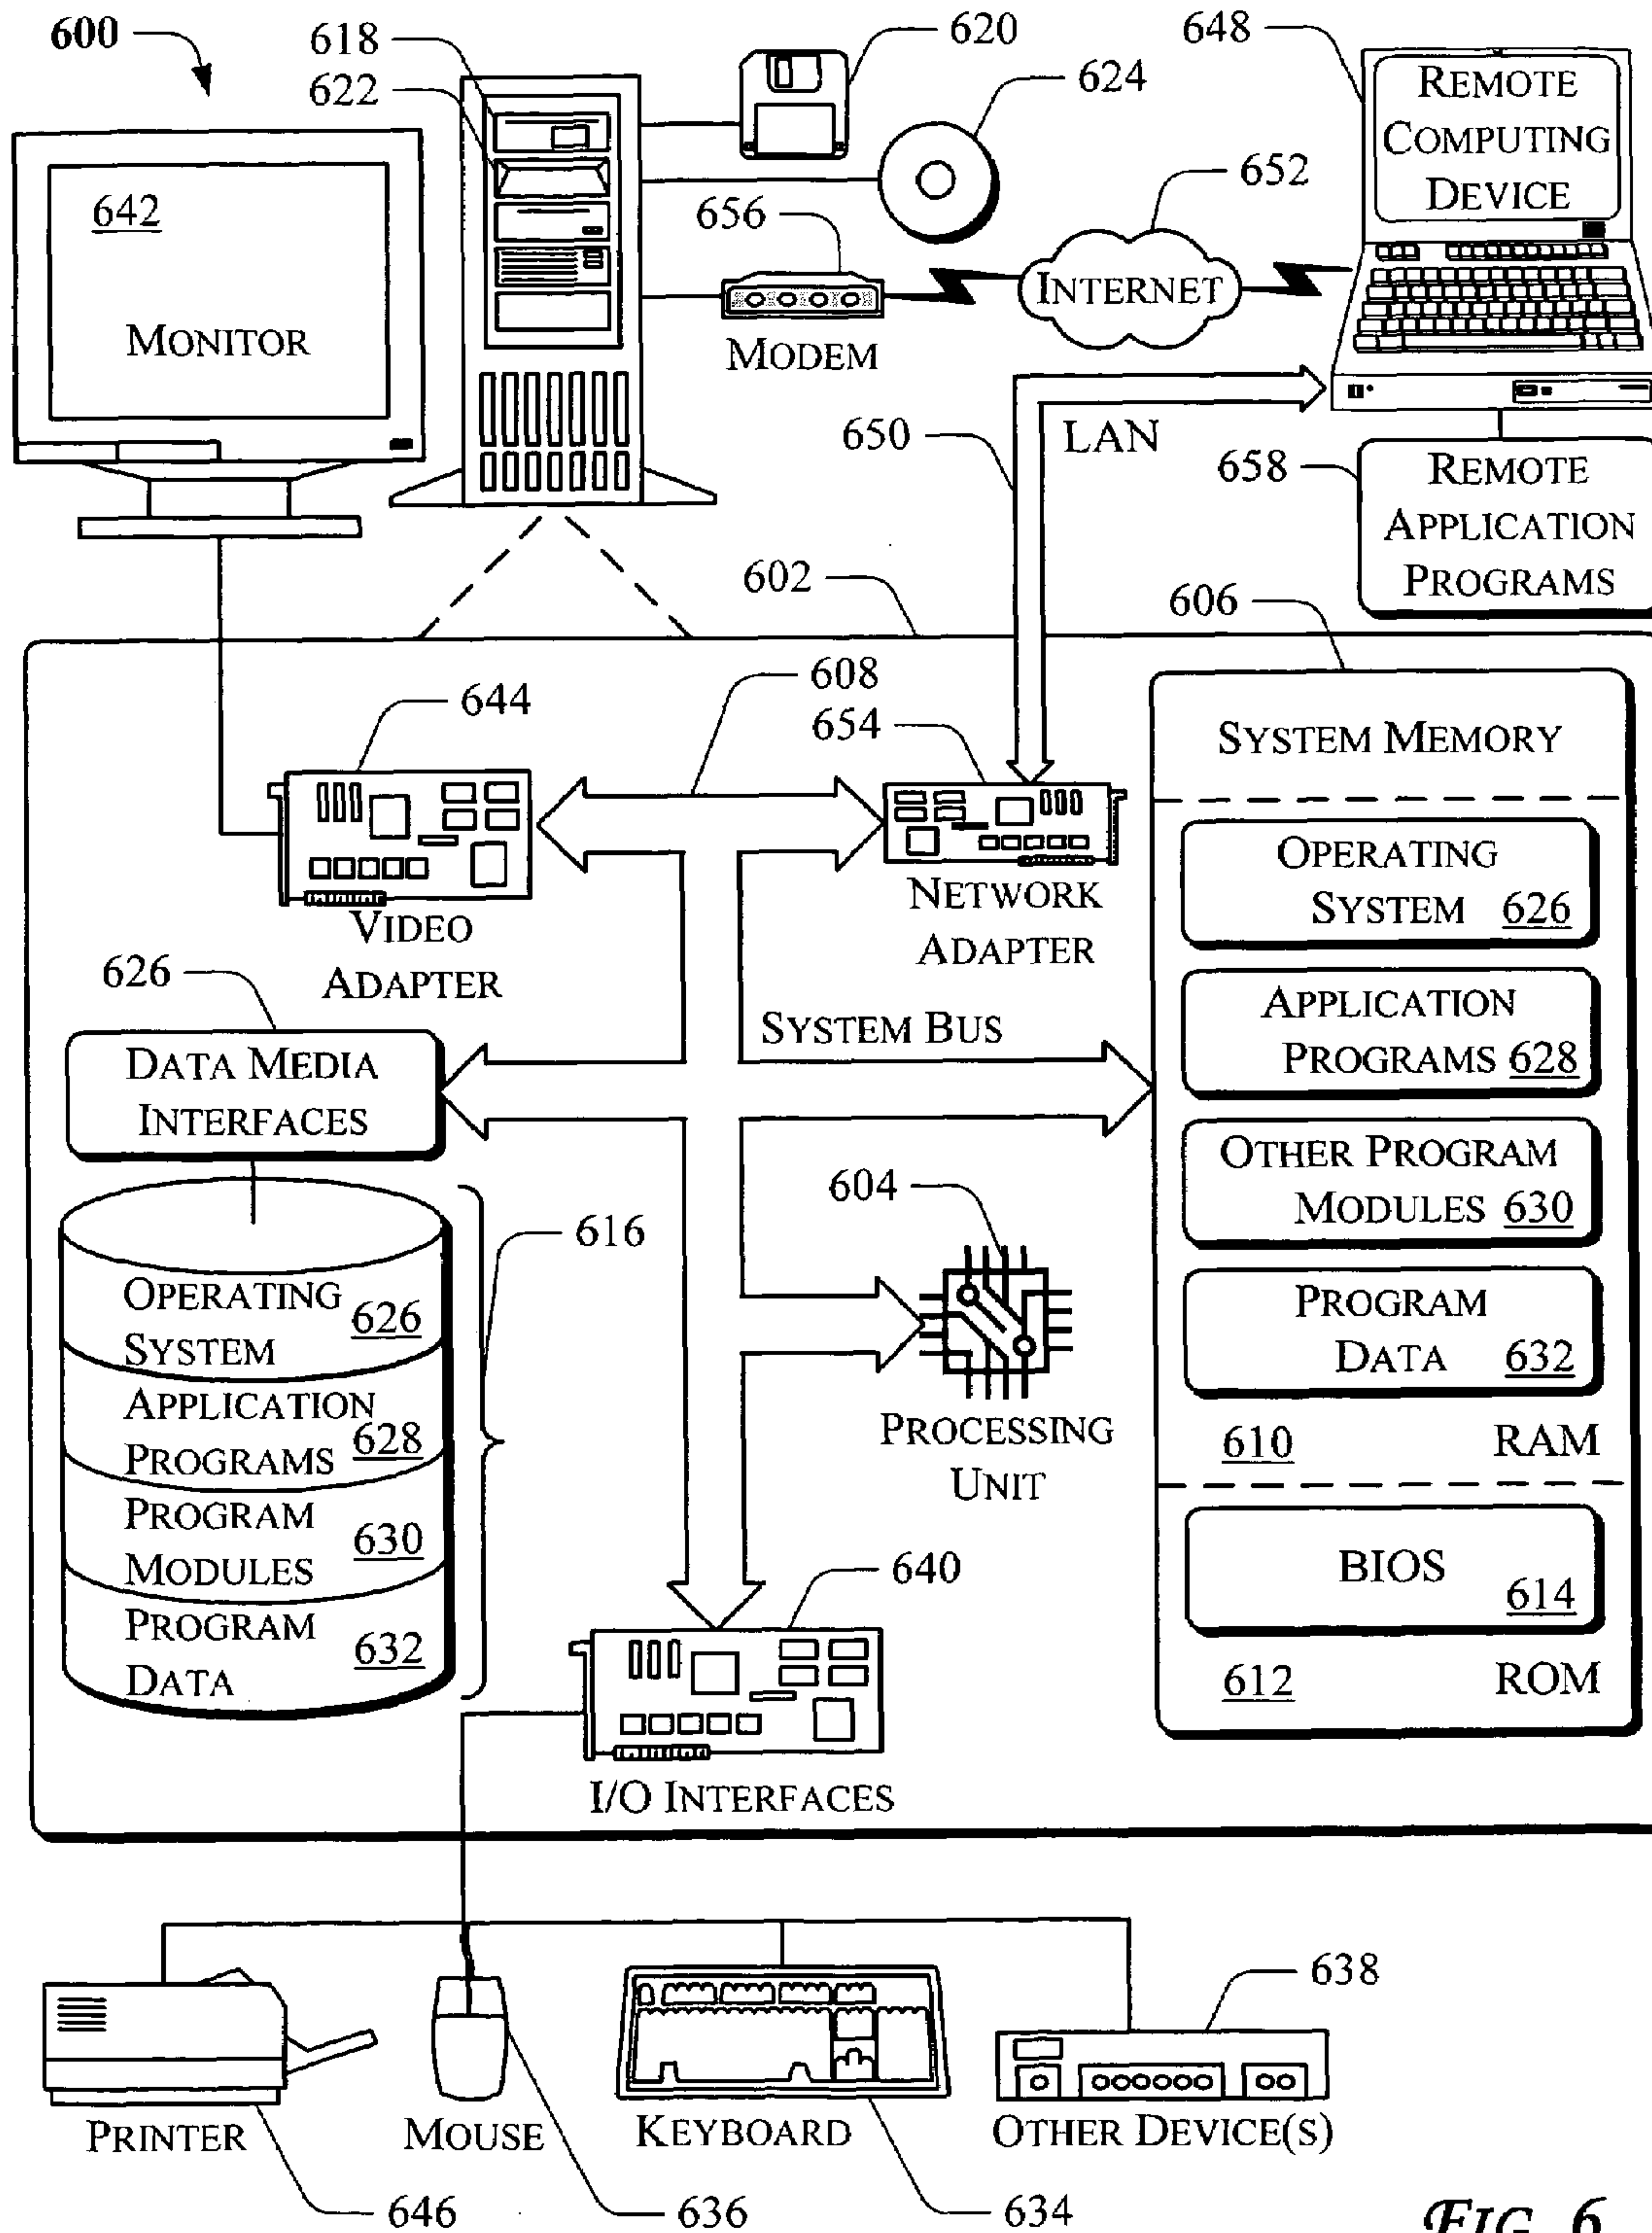 600
618
622
620
624
648
REMOTE
COMPUTING
DEVICE
642
MONITOR
656
MODEM
652
INTERNET
650
LAN
658
REMOTE
APPLICATION
PROGRAMS
602
606
608
644
654
VIDEO
ADAPTER
NETWORK
ADAPTER
SYSTEM MEMORY
OPERATING
SYSTEM 626
APPLICATION
PROGRAMS 628
OTHER PROGRAM
MODULES 630
PROGRAM
DATA 632
610 RAM
BIOS
614
612 ROM
626
DATA MEDIA
INTERFACES
SYSTEM BUS
604
PROCESSING
UNIT
616
OPERATING
SYSTEM 626
APPLICATION
PROGRAMS 628
PROGRAM
MODULES 630
PROGRAM
DATA 632
640
I/O INTERFACES
638
PRINTER
MOUSE
KEYBOARD
OTHER DEVICE(S)
646
636
634
FIG. 6